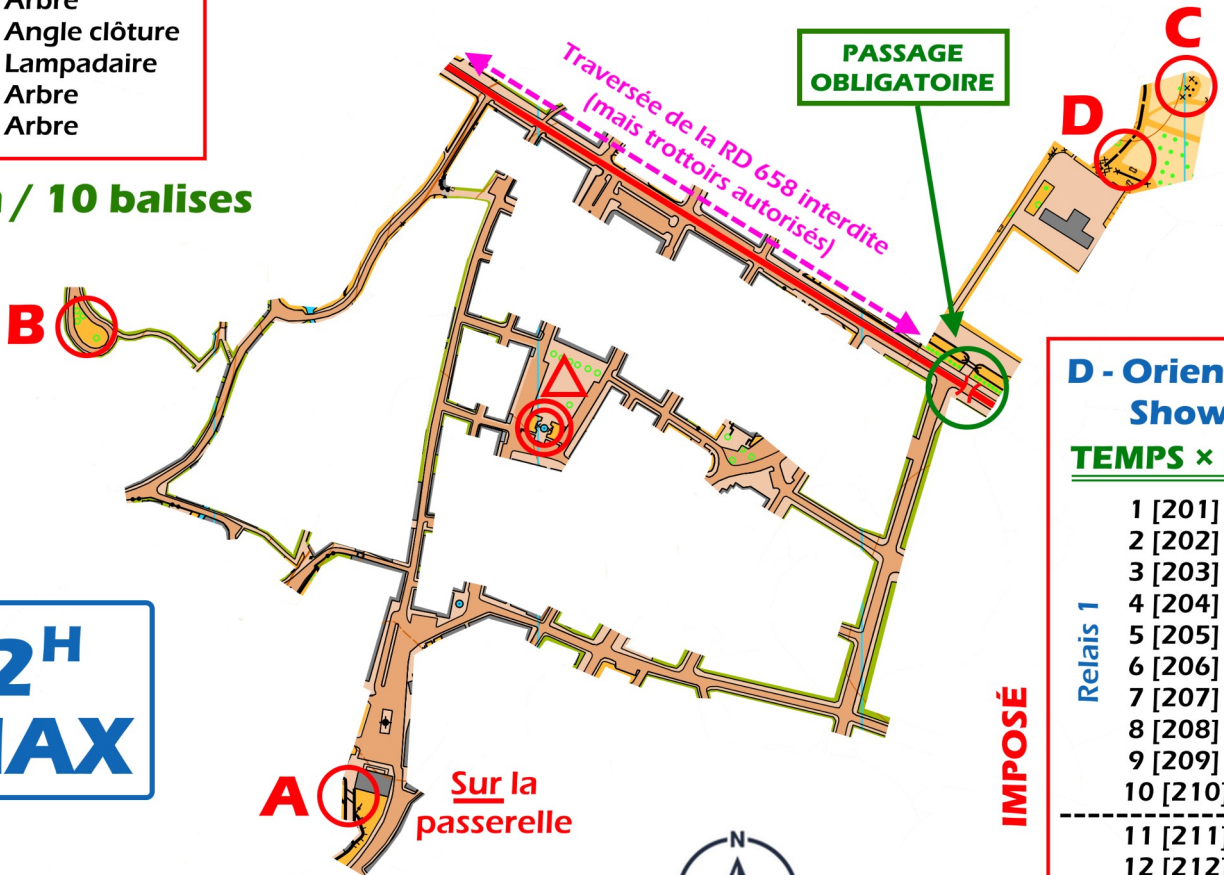 Arbre
Angle clôture
Lampadaire
Arbre
Arbre
/ 10 balises
Traversée de la RD 658 interdite
(mais trottoirs autorisés)
PASSAGE
OBLIGATOIRE
C
D
B
A
Sur la
passerelle
2H
MAX
N
D - Orien
Show
TEMPS ×
IMPOSÉ
Relais 1
1 [201]
2 [202]
3 [203]
4 [204]
5 [205]
6 [206]
7 [207]
8 [208]
9 [209]
10 [210]
11 [211]
12 [212]